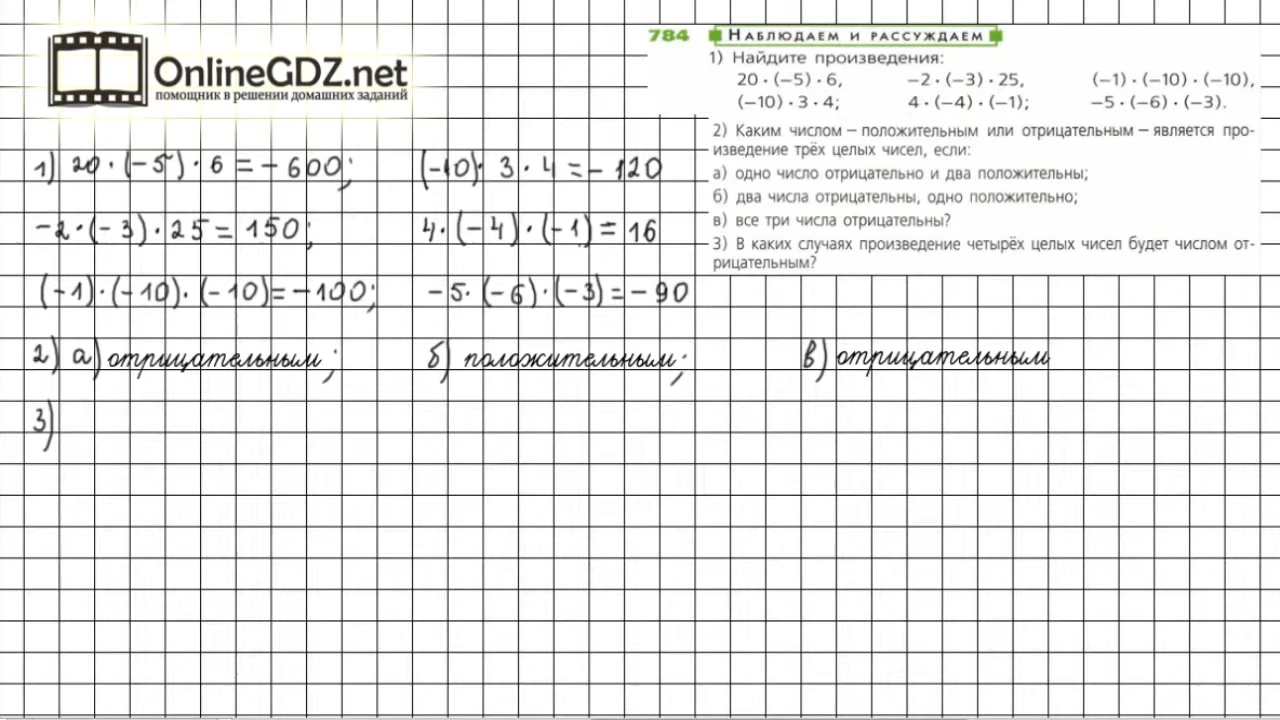 OnlineGDZ.net
помощник в решении домашних заданий
784 НАБЛЮДАЕМ И РАССУЖДАЕМ
1) Найдите произведения:
20 · (−5) · 6, −2 · (−3) · 25, (−1) · (−10) · (−10),
(−10) · 3 · 4; 4 · (−4) · (−1); −5 · (−6) · (−3).
2) Каким числом — положительным или отрицательным — является про-
изведение трёх целых чисел, если:
а) одно число отрицательно и два положительны;
б) два числа отрицательны, одно положительно;
в) все три числа отрицательны?
3) В каких случаях произведение четырёх целых чисел будет числом от-
рицательным?
1) 20 · (−5) · 6 = −600; (−10) · 3 · 4 = −120
−2 · (−3) · 25 = 150; 4 · (−4) · (−1) = 16
(−1) · (−10) · (−10) = −100; −5 · (−6) · (−3) = −90
2) а) отрицательным; б) положительным; в) отрицательным
3)